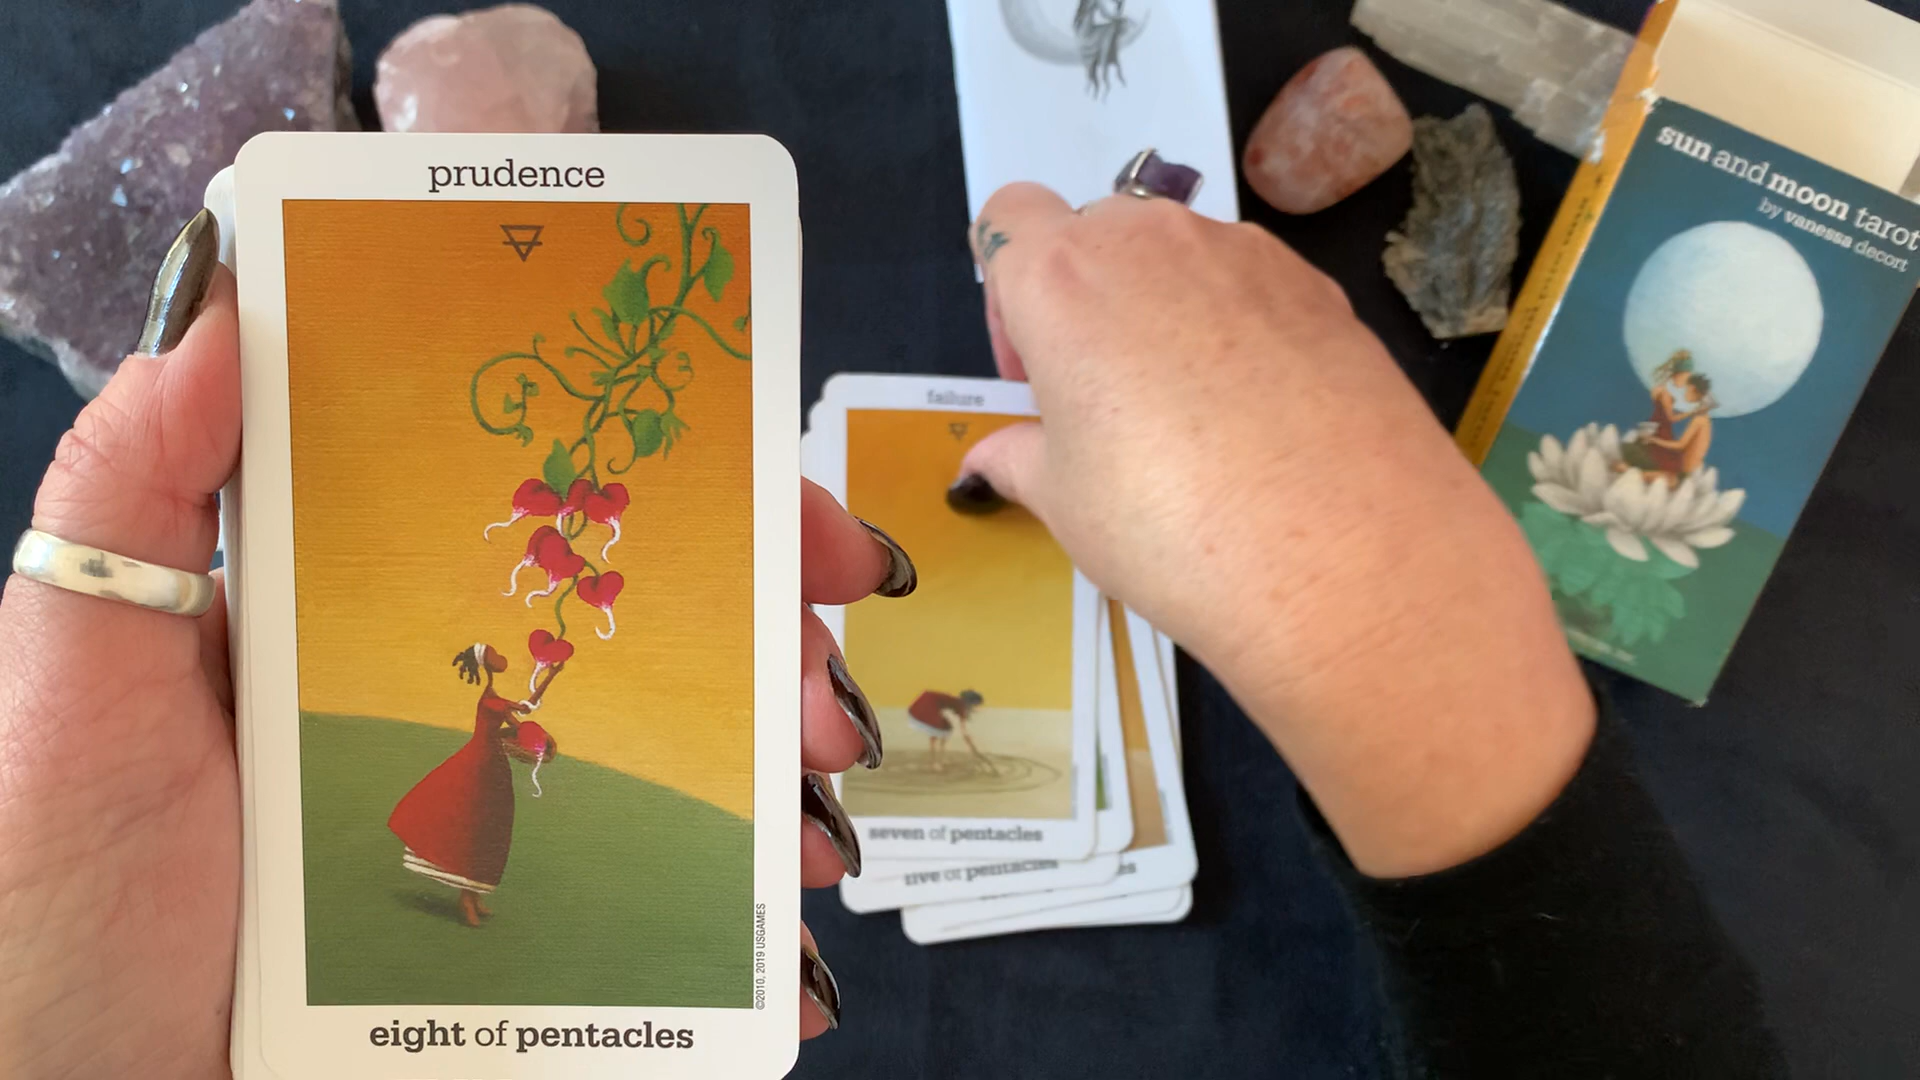 prudence
©2010, 2019 USGAMES
eight of pentacles
failure
seven of pentacles
five of pentacles
sun and moon tarot
by vanessa decort